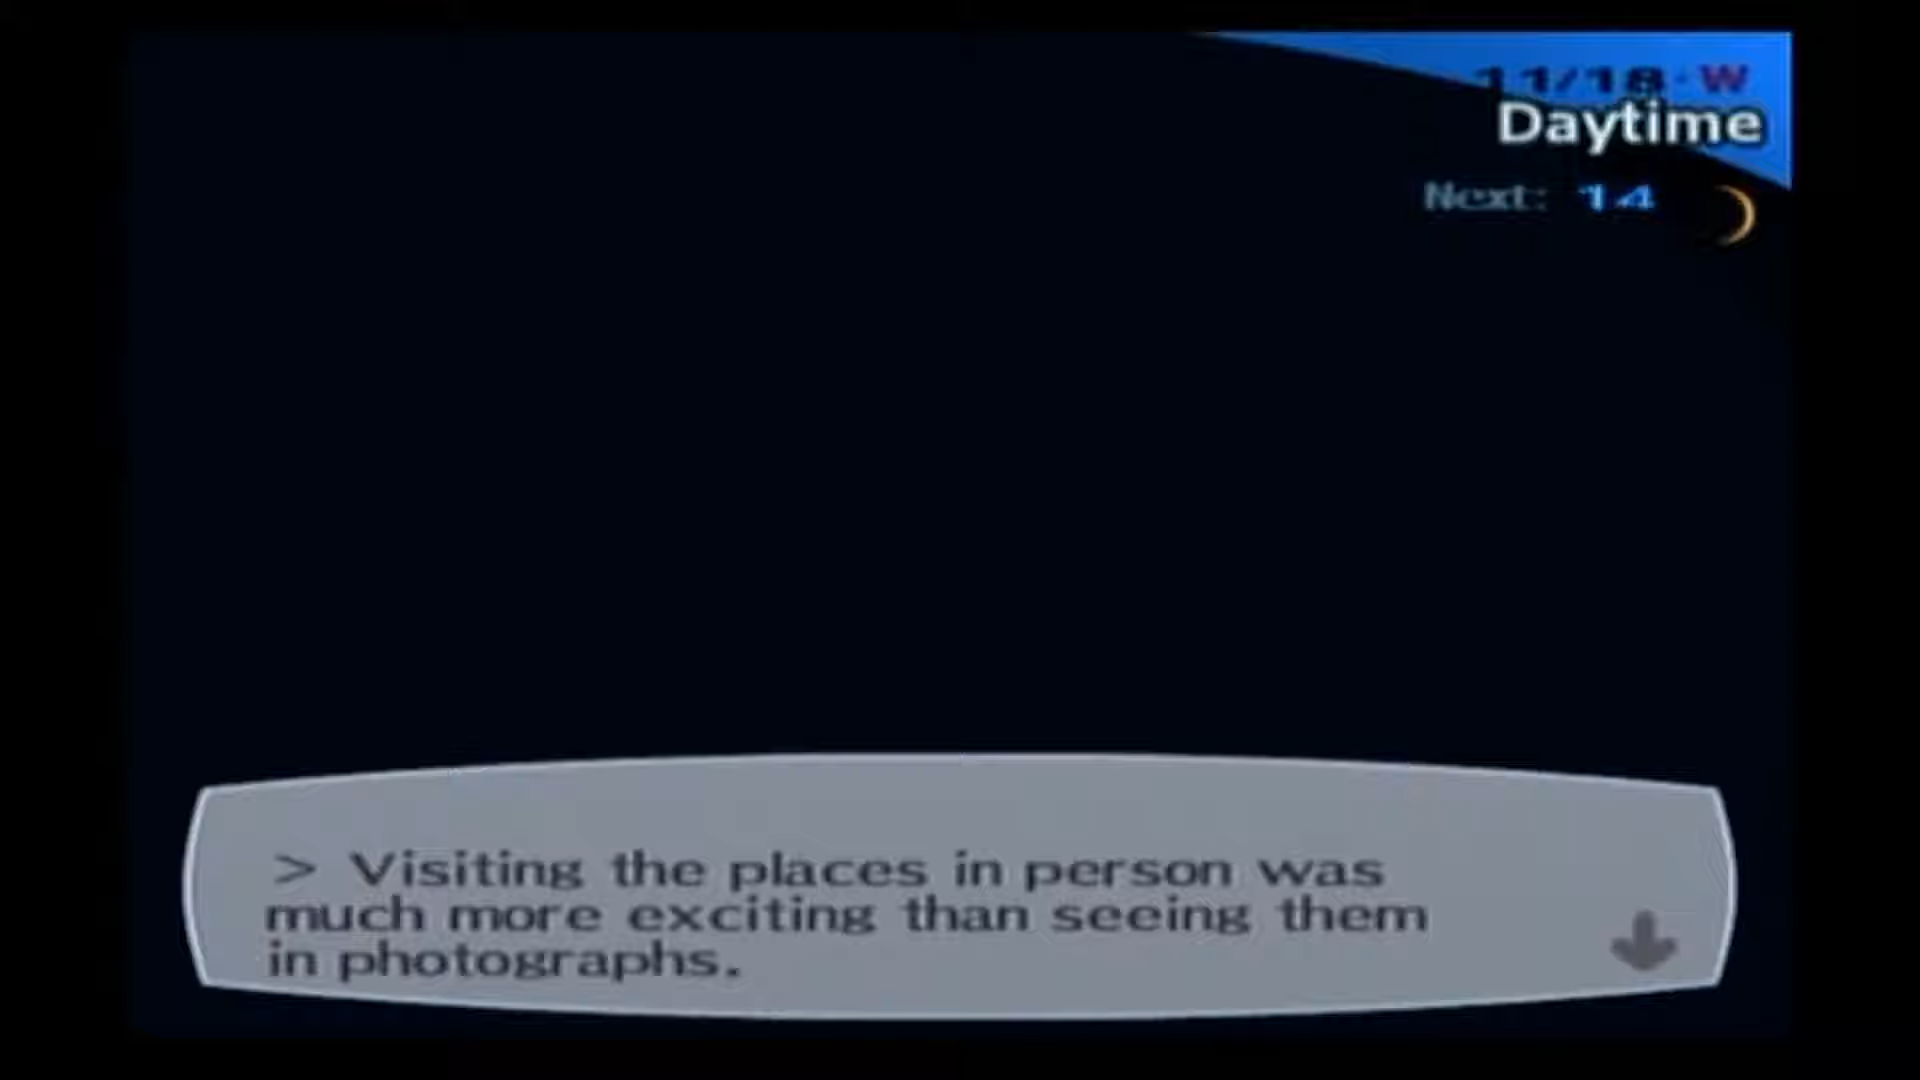 11/18・W
Daytime
Next: 14
> Visiting the places in person was
much more exciting than seeing them
in photographs.